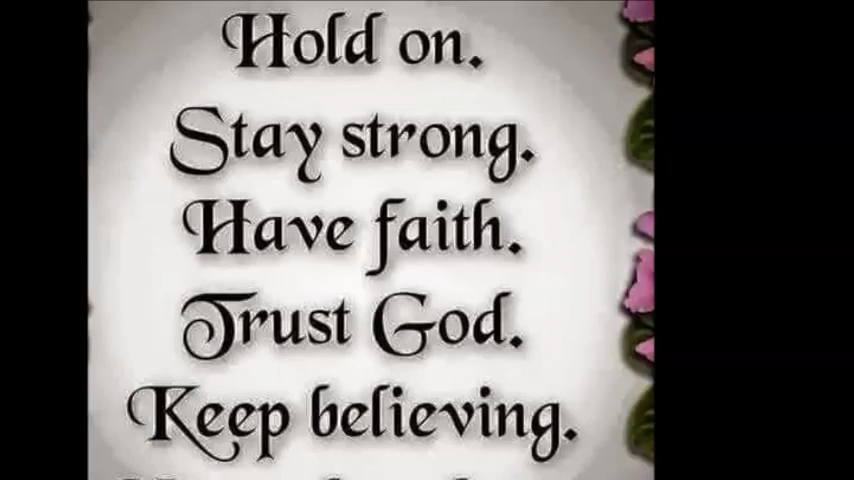 Hold on.
Stay strong.
Have faith.
Trust God.
Keep believing.